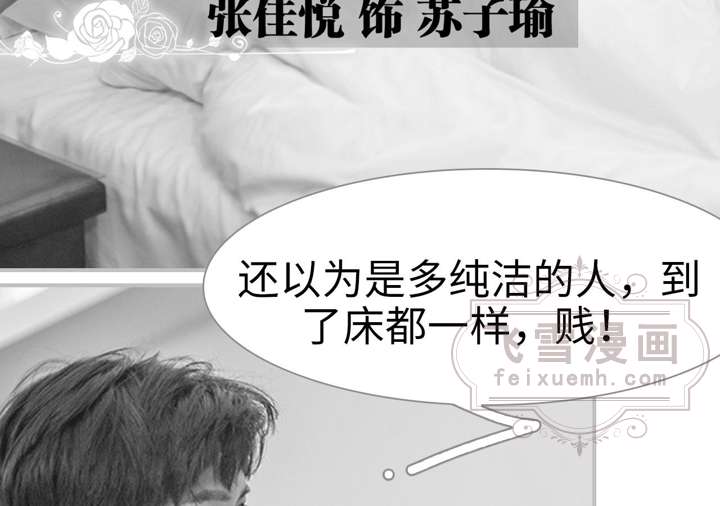 张佳悦 饰 苏子瑜
还以为是多纯洁的人，到
了床都一样，贱！
飞雪漫画
feixuemh.com